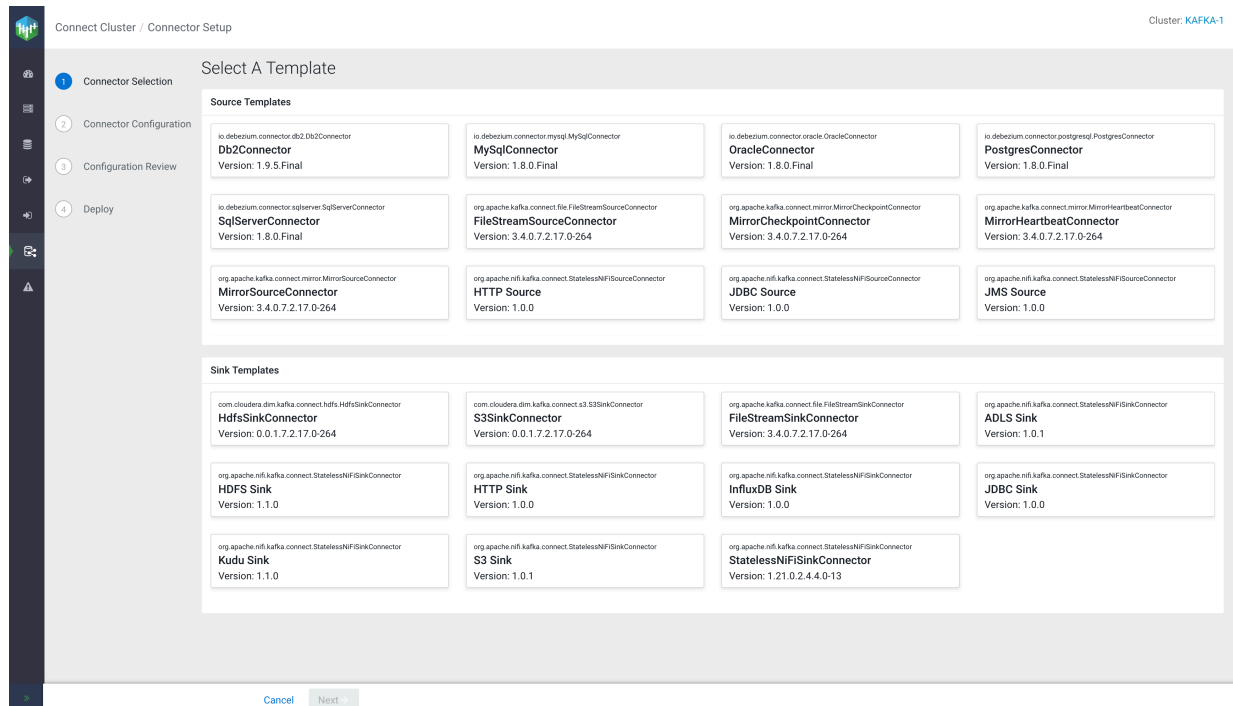 Connect Cluster / Connector Setup
Cluster: KAFKA-1
1 Connector Selection
2 Connector Configuration
3 Configuration Review
4 Deploy
Select A Template
Source Templates
io.debezium.connector.db2.Db2Connector
Db2Connector
Version: 1.9.5.Final
io.debezium.connector.mysql.MySqlConnector
MySqlConnector
Version: 1.8.0.Final
io.debezium.connector.oracle.OracleConnector
OracleConnector
Version: 1.8.0.Final
io.debezium.connector.postgresql.PostgresConnector
PostgresConnector
Version: 1.8.0.Final
io.debezium.connector.sqlserver.SqlServerConnector
SqlServerConnector
Version: 1.8.0.Final
org.apache.kafka.connect.file.FileStreamSourceConnector
FileStreamSourceConnector
Version: 3.4.0.7.2.17.0-264
org.apache.kafka.connect.mirror.MirrorCheckpointConnector
MirrorCheckpointConnector
Version: 3.4.0.7.2.17.0-264
org.apache.kafka.connect.mirror.MirrorHeartbeatConnector
MirrorHeartbeatConnector
Version: 3.4.0.7.2.17.0-264
org.apache.kafka.connect.mirror.MirrorSourceConnector
MirrorSourceConnector
Version: 3.4.0.7.2.17.0-264
org.apache.nifi.kafka.connect.StatelessNiFiSourceConnector
HTTP Source
Version: 1.0.0
org.apache.nifi.kafka.connect.StatelessNiFiSourceConnector
JDBC Source
Version: 1.0.0
org.apache.nifi.kafka.connect.StatelessNiFiSourceConnector
JMS Source
Version: 1.0.0
Sink Templates
com.cloudera.dim.kafka.connect.hdfs.HdfsSinkConnector
HdfsSinkConnector
Version: 0.0.1.7.2.17.0-264
com.cloudera.dim.kafka.connect.s3.S3SinkConnector
S3SinkConnector
Version: 0.0.1.7.2.17.0-264
org.apache.kafka.connect.file.FileStreamSinkConnector
FileStreamSinkConnector
Version: 3.4.0.7.2.17.0-264
org.apache.nifi.kafka.connect.StatelessNiFiSinkConnector
ADLS Sink
Version: 1.0.1
org.apache.nifi.kafka.connect.StatelessNiFiSinkConnector
HDFS Sink
Version: 1.1.0
org.apache.nifi.kafka.connect.StatelessNiFiSinkConnector
HTTP Sink
Version: 1.0.0
org.apache.nifi.kafka.connect.StatelessNiFiSinkConnector
InfluxDB Sink
Version: 1.0.0
org.apache.nifi.kafka.connect.StatelessNiFiSinkConnector
JDBC Sink
Version: 1.0.0
org.apache.nifi.kafka.connect.StatelessNiFiSinkConnector
Kudu Sink
Version: 1.1.0
org.apache.nifi.kafka.connect.StatelessNiFiSinkConnector
S3 Sink
Version: 1.0.1
org.apache.nifi.kafka.connect.StatelessNiFiSinkConnector
StatelessNiFiSinkConnector
Version: 1.21.0.2.4.4.0-13
Cancel Next